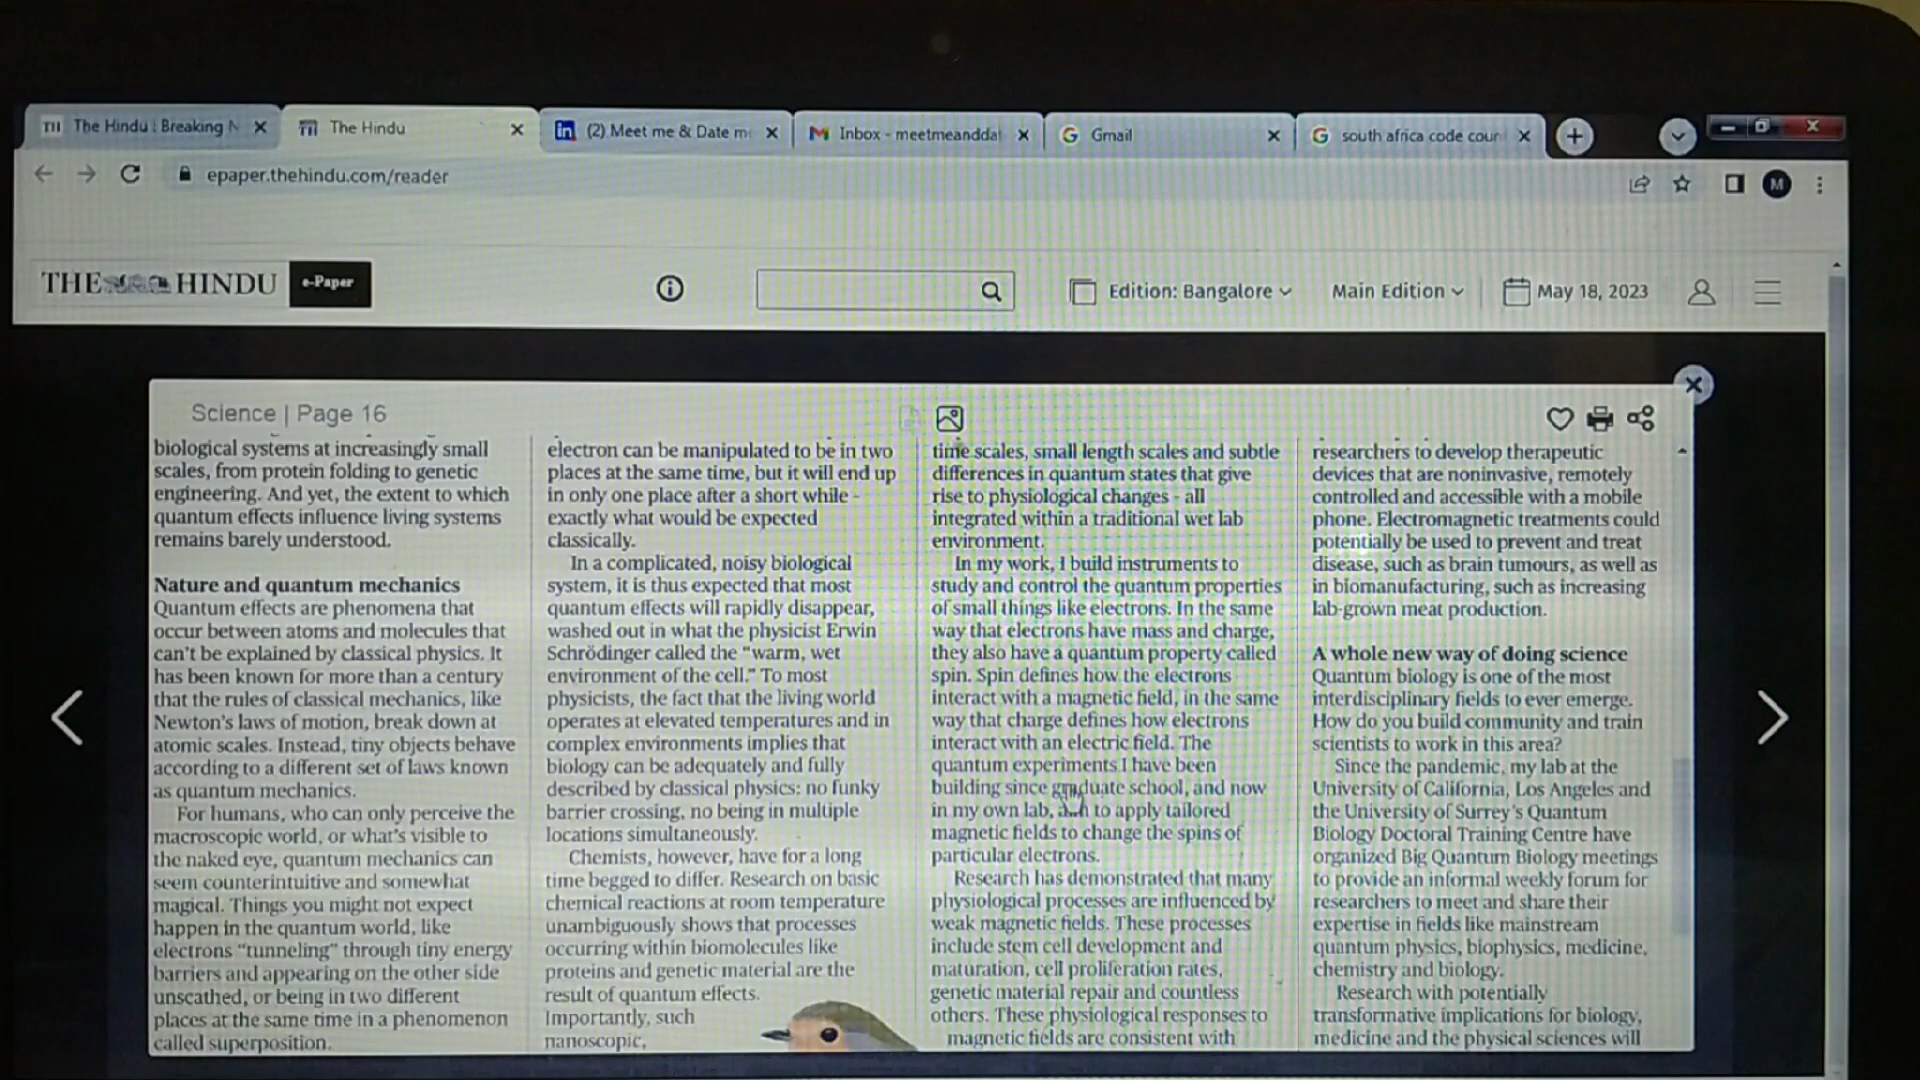 The Hindu : Breaking N
The Hindu
(2) Meet me & Date m
Inbox - meetmeanddat
Gmail
south africa code coun
epaper.thehindu.com/reader
M
THE HINDU
e-Paper
Edition: Bangalore
Main Edition
May 18, 2023
Science | Page 16
biological systems at increasingly small
scales, from protein folding to genetic
engineering. And yet, the extent to which
quantum effects influence living systems
remains barely understood.
Nature and quantum mechanics
Quantum effects are phenomena that
occur between atoms and molecules that
can't be explained by classical physics. It
has been known for more than a century
that the rules of classical mechanics, like
Newton's laws of motion, break down at
atomic scales. Instead, tiny objects behave
according to a different set of laws known
as quantum mechanics.
For humans, who can only perceive the
macroscopic world, or what's visible to
the naked eye, quantum mechanics can
seem counterintuitive and somewhat
magical. Things you might not expect
happen in the quantum world, like
electrons "tunneling" through tiny energy
barriers and appearing on the other side
unscathed, or being in two different
places at the same time in a phenomenon
called superposition.
electron can be manipulated to be in two
places at the same time, but it will end up
in only one place after a short while -
exactly what would be expected
classically.
In a complicated, noisy biological
system, it is thus expected that most
quantum effects will rapidly disappear,
washed out in what the physicist Erwin
Schrödinger called the "warm, wet
environment of the cell." To most
physicists, the fact that the living world
operates at elevated temperatures and in
complex environments implies that
biology can be adequately and fully
described by classical physics: no funky
barrier crossing, no being in multiple
locations simultaneously.
Chemists, however, have for a long
time begged to differ. Research on basic
chemical reactions at room temperature
unambiguously shows that processes
occurring within biomolecules like
proteins and genetic material are the
result of quantum effects.
Importantly, such
nanoscopic,
time scales, small length scales and subtle
differences in quantum states that give
rise to physiological changes - all
integrated within a traditional wet lab
environment.
In my work, I build instruments to
study and control the quantum properties
of small things like electrons. In the same
way that electrons have mass and charge,
they also have a quantum property called
spin. Spin defines how the electrons
interact with a magnetic field, in the same
way that charge defines how electrons
interact with an electric field. The
quantum experiments I have been
building since graduate school, and now
in my own lab, to apply tailored
magnetic fields to change the spins of
particular electrons.
Research has demonstrated that many
physiological processes are influenced by
weak magnetic fields. These processes
include stem cell development and
maturation, cell proliferation rates,
genetic material repair and countless
others. These physiological responses to
magnetic fields are consistent with
researchers to develop therapeutic
devices that are noninvasive, remotely
controlled and accessible with a mobile
phone. Electromagnetic treatments could
potentially be used to prevent and treat
disease, such as brain tumours, as well as
in biomanufacturing, such as increasing
lab-grown meat production.
A whole new way of doing science
Quantum biology is one of the most
interdisciplinary fields to ever emerge.
How do you build community and train
scientists to work in this area?
Since the pandemic, my lab at the
University of California, Los Angeles and
the University of Surrey's Quantum
Biology Doctoral Training Centre have
organized Big Quantum Biology meetings
to provide an informal weekly forum for
researchers to meet and share their
expertise in fields like mainstream
quantum physics, biophysics, medicine,
chemistry and biology.
Research with potentially
transformative implications for biology,
medicine and the physical sciences will